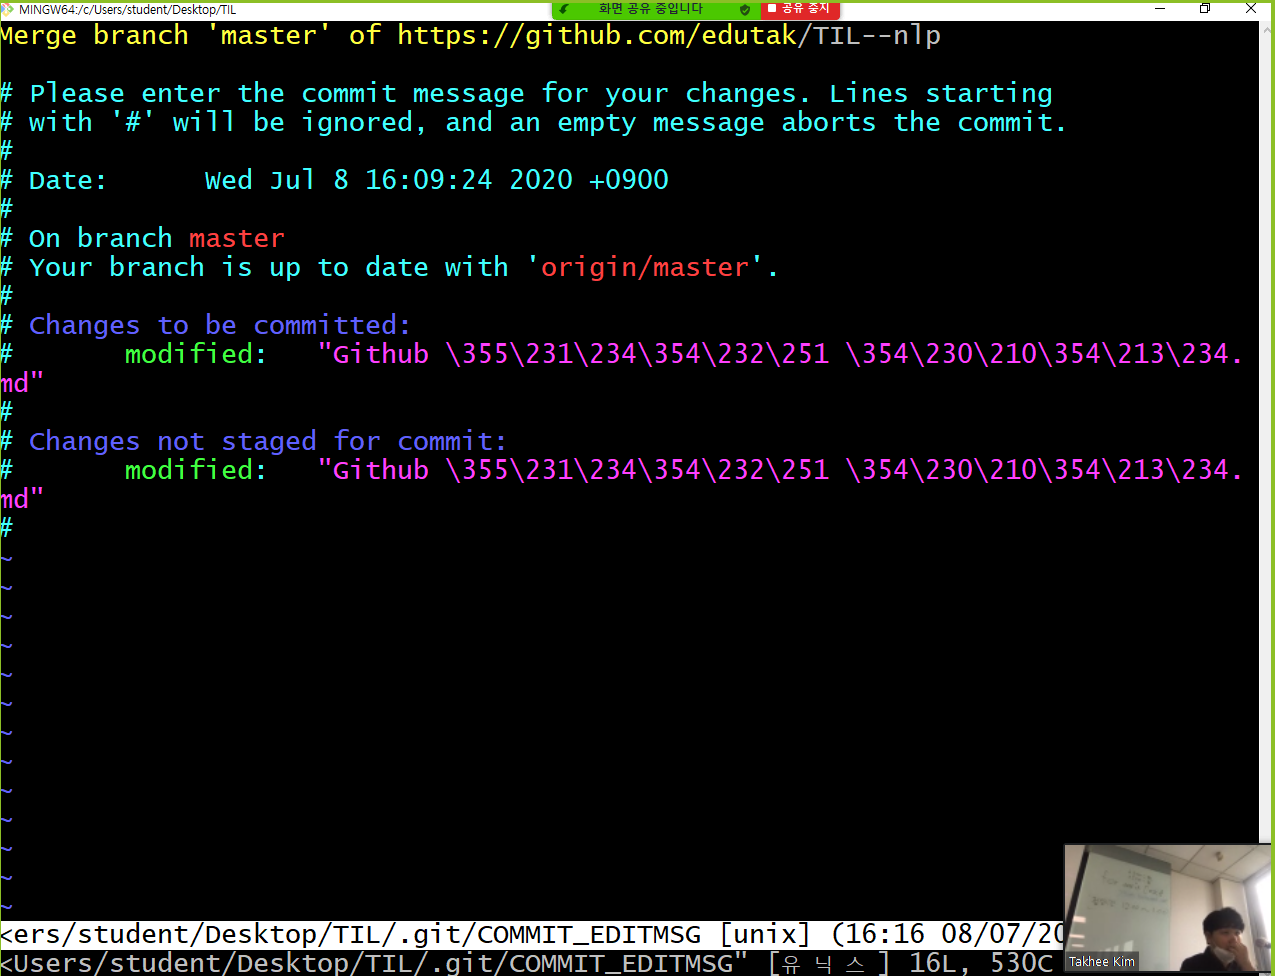 MINGW64:/c/Users/student/Desktop/TIL
화면 공유 중입니다
공유 중지
Merge branch 'master' of https://github.com/edutak/TIL--nlp
# Please enter the commit message for your changes. Lines starting
# with '#' will be ignored, and an empty message aborts the commit.
#
# Date:      Wed Jul 8 16:09:24 2020 +0900
#
# On branch master
# Your branch is up to date with 'origin/master'.
#
# Changes to be committed:
#       modified:   "Github \355\231\234\354\232\251 \354\230\210\354\213\234.
md"
#
# Changes not staged for commit:
#       modified:   "Github \355\231\234\354\232\251 \354\230\210\354\213\234.
md"
#
~
~
~
~
~
~
~
~
~
~
~
~
~
<ers/student/Desktop/TIL/.git/COMMIT_EDITMSG [unix] (16:16 08/07/20
<Users/student/Desktop/TIL/.git/COMMIT_EDITMSG" [유 닉 스 ] 16L, 530C
Takhee Kim